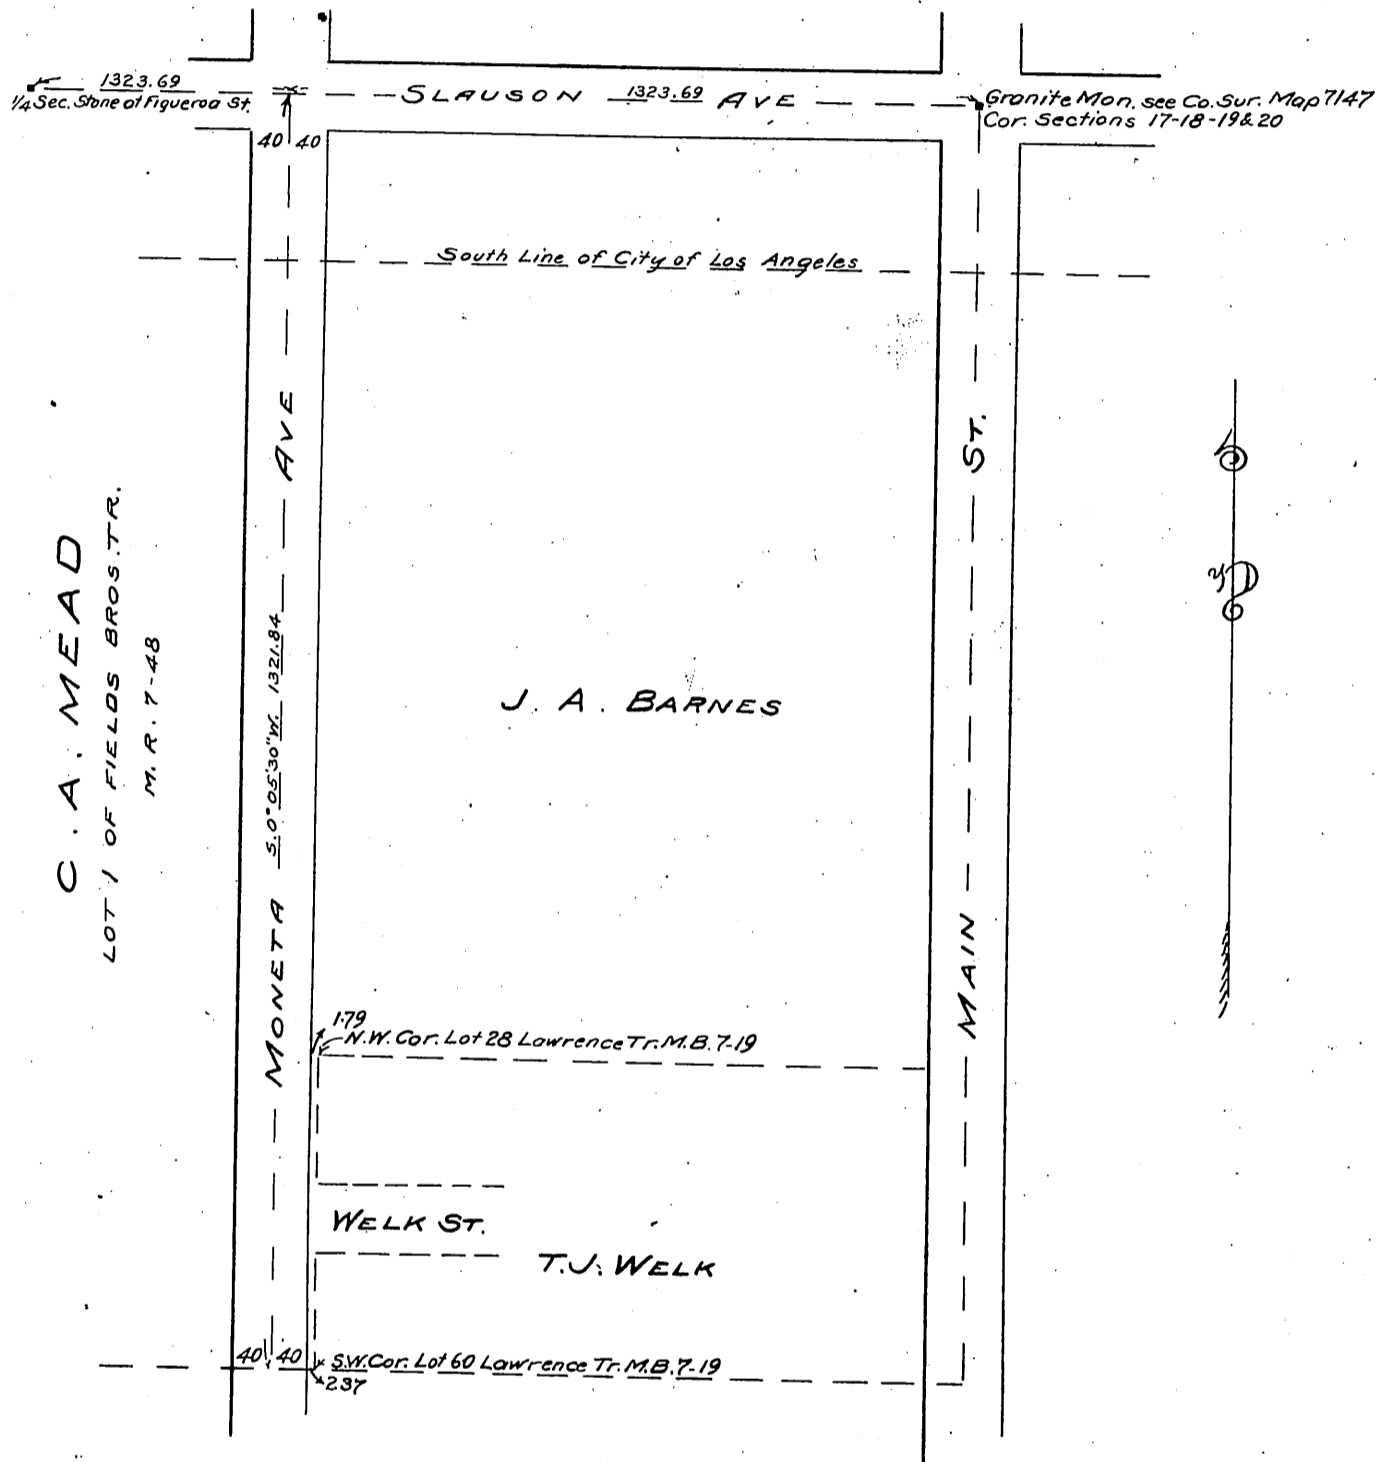 1323.69
1/4 Sec. Stone at Figueroa St.
SLAUSON 1323.69 AVE
Granite Mon. see Co. Sur. Map 7147
Cor. Sections 17-18-19&20
40 40
South Line of City of Los Angeles
C. A. MEAD
LOT 1 OF FIELDS BROS. TR.
M. R. 7-48
MONETA S.0°05'30"W. 1321.84 AVE
MAIN ST.
J. A. BARNES
1.79
N.W. Cor. Lot 28 Lawrence Tr. M.B. 7-19
WELK ST.
T. J. WELK
40 40
S.W. Cor. Lot 60 Lawrence Tr. M.B. 7-19
237